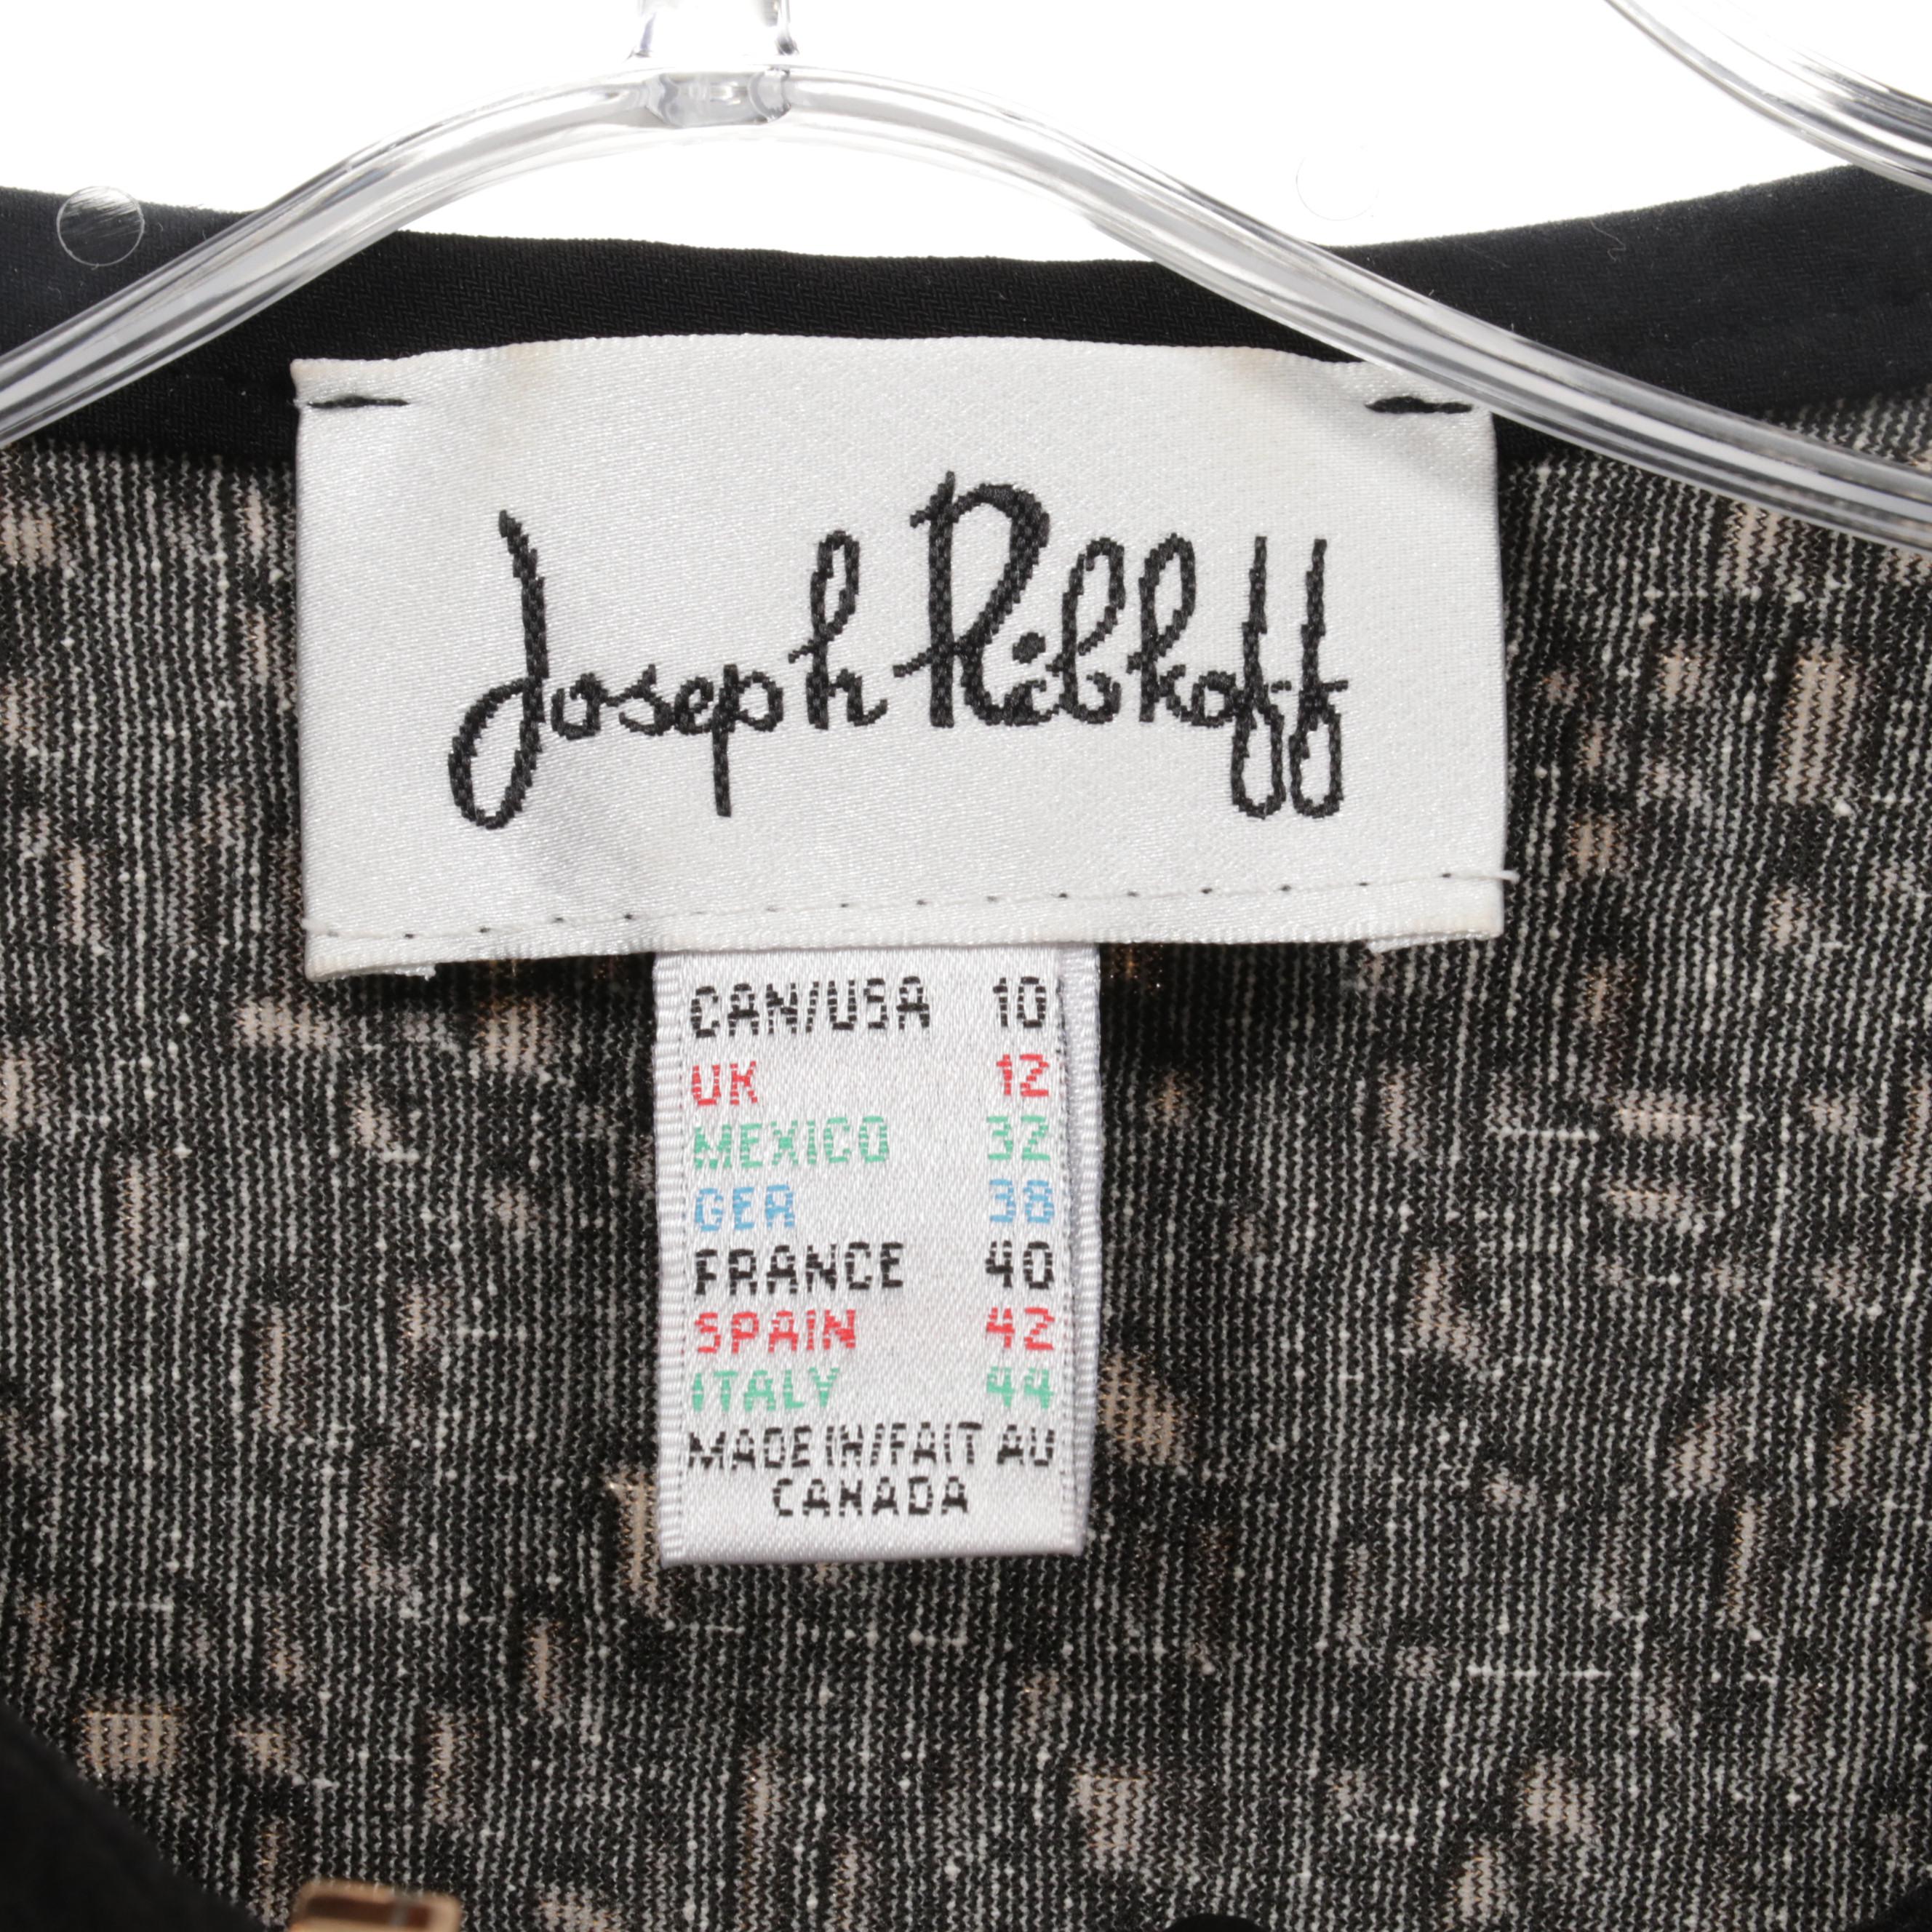 Joseph Ribkoff
CAN/USA 10
UK 12
MEXICO 32
GER 38
FRANCE 40
SPAIN 42
ITALY 44
MADE IN/FAIT AU
CANADA